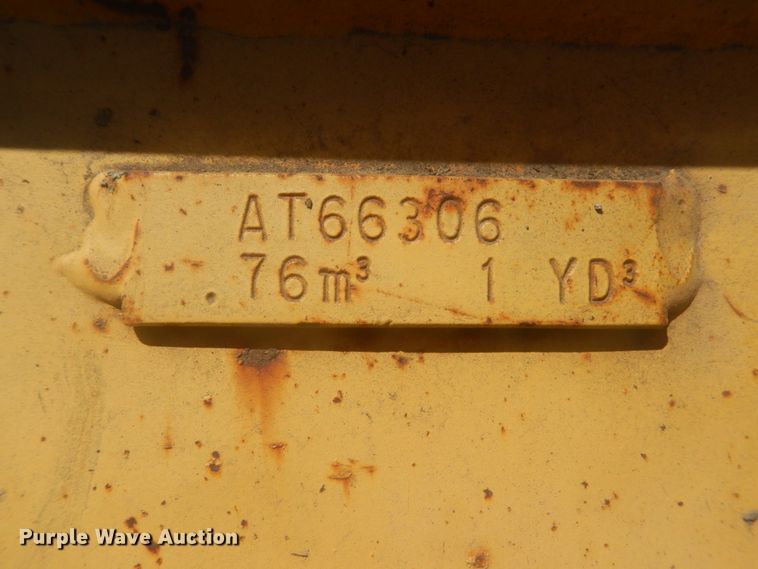 AT66306
.76m³ 1 YD³
Purple Wave Auction